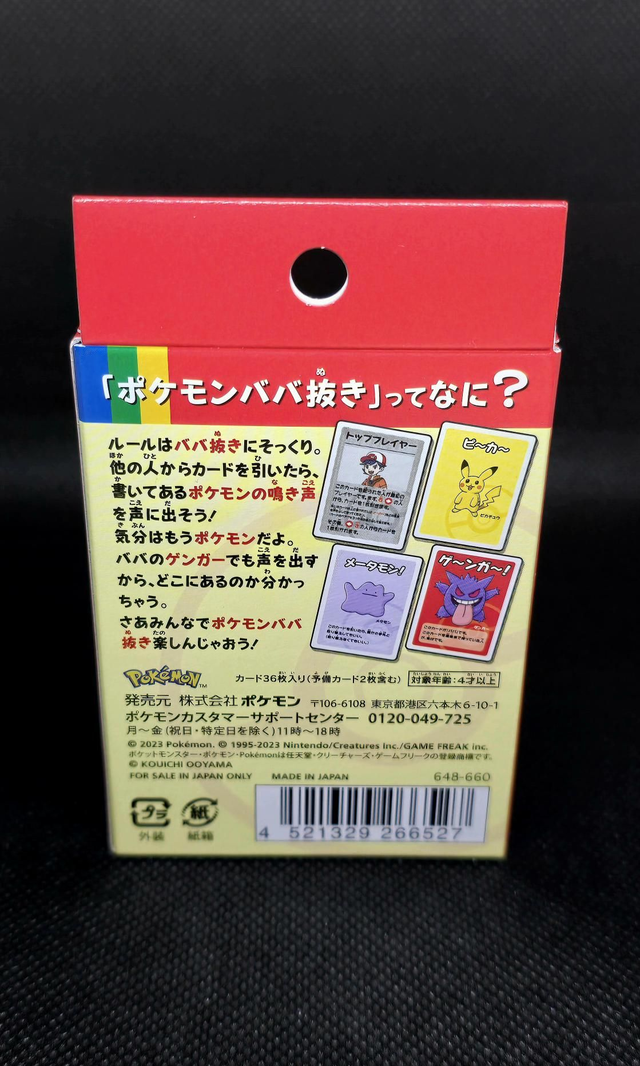 「ポケモンババ抜き」ってなに?
ルールはババ抜きにそっくり。
他の人からカードを引いたら、
書いてあるポケモンの鳴き声
を声に出そう!
気分はもうポケモンだよ。
ババのゲンガーでも声を出す
から、どこにあるのか分かっ
ちゃう。
さあみんなでポケモンババ
抜き楽しんじゃおう!
トッププレイヤー
ピ〜カ〜
ピカチュウ
メ〜タモン!
メタモン
ゲ〜ンガ〜!
POKÉMON™
カード36枚入り(予備カード2枚含む)
対象年齢:4才以上
発売元 株式会社ポケモン 〒106-6108 東京都港区六本木6-10-1
ポケモンカスタマーサポートセンター 0120-049-725
月〜金(祝日・特定日を除く)11時〜18時
© 2023 Pokémon. © 1995-2023 Nintendo/Creatures Inc./GAME FREAK inc.
ポケットモンスター・ポケモン・Pokémonは任天堂・クリーチャーズ・ゲームフリークの登録商標です。
© KOUICHI OOYAMA
FOR SALE IN JAPAN ONLY MADE IN JAPAN 648-660
プラ
外装
紙
紙箱
4 521329 266527